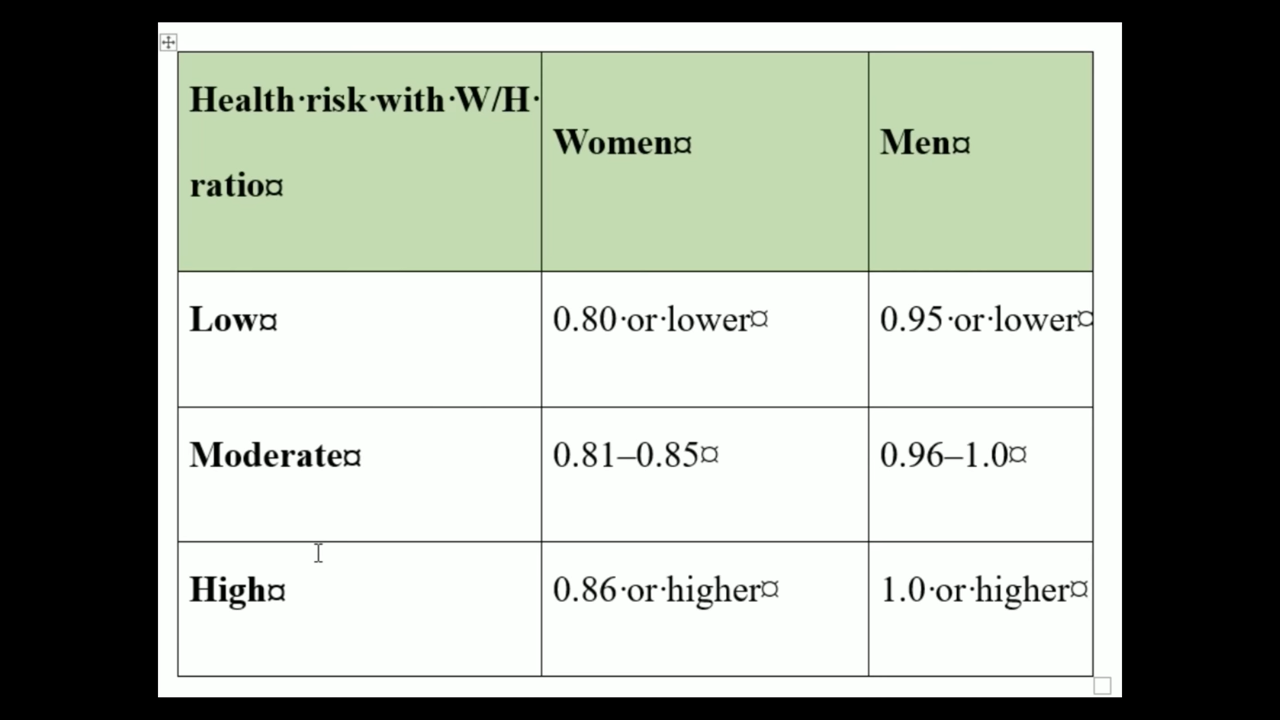 Health risk with W/H
ratio
Women
Men
Low
0.80 or lower
0.95 or lower
Moderate
0.81–0.85
0.96–1.0
High
0.86 or higher
1.0 or higher